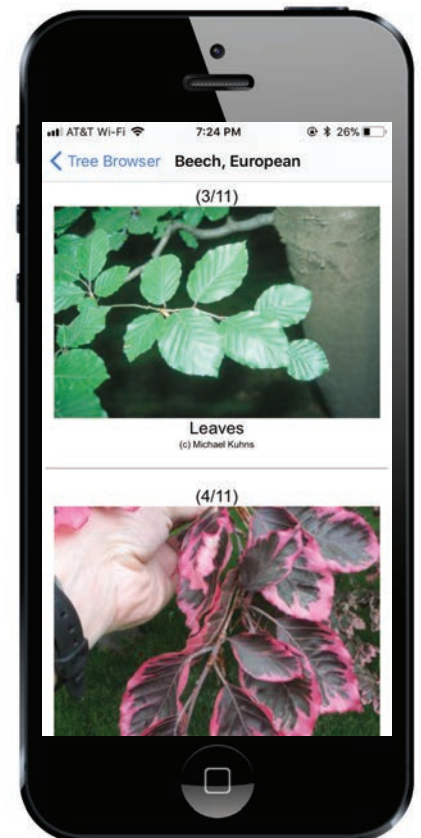 AT&T Wi-Fi 7:24 PM 26%
Tree Browser Beech, European
(3/11)
Leaves
(c) Michael Kuhns
(4/11)